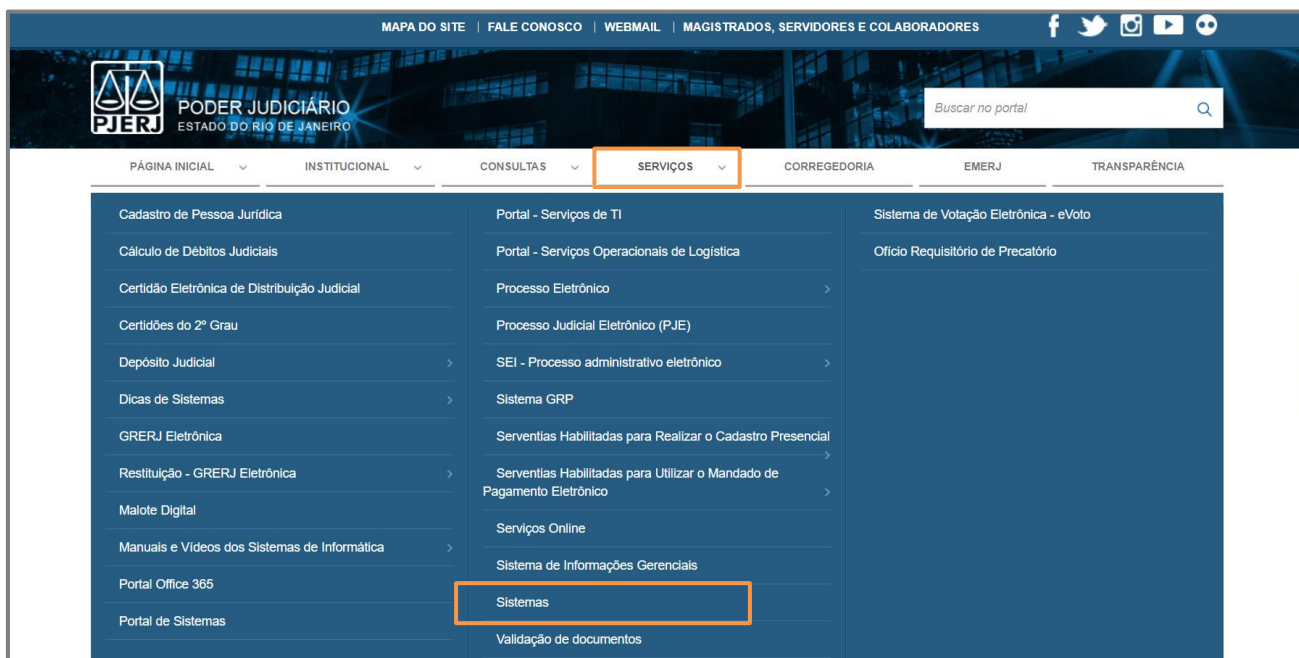 MAPA DO SITE | FALE CONOSCO | WEBMAIL | MAGISTRADOS, SERVIDORES E COLABORADORES
PJERJ
PODER JUDICIÁRIO
ESTADO DO RIO DE JANEIRO
Buscar no portal
PÁGINA INICIAL INSTITUCIONAL CONSULTAS SERVIÇOS CORREGEDORIA EMERJ TRANSPARÊNCIA
Cadastro de Pessoa Jurídica
Cálculo de Débitos Judiciais
Certidão Eletrônica de Distribuição Judicial
Certidões do 2º Grau
Depósito Judicial
Dicas de Sistemas
GRERJ Eletrônica
Restituição - GRERJ Eletrônica
Malote Digital
Manuais e Vídeos dos Sistemas de Informática
Portal Office 365
Portal de Sistemas
Portal - Serviços de TI
Portal - Serviços Operacionais de Logística
Processo Eletrônico
Processo Judicial Eletrônico (PJE)
SEI - Processo administrativo eletrônico
Sistema GRP
Serventias Habilitadas para Realizar o Cadastro Presencial
Serventias Habilitadas para Utilizar o Mandado de
Pagamento Eletrônico
Serviços Online
Sistema de Informações Gerenciais
Sistemas
Validação de documentos
Sistema de Votação Eletrônica - eVoto
Ofício Requisitório de Precatório